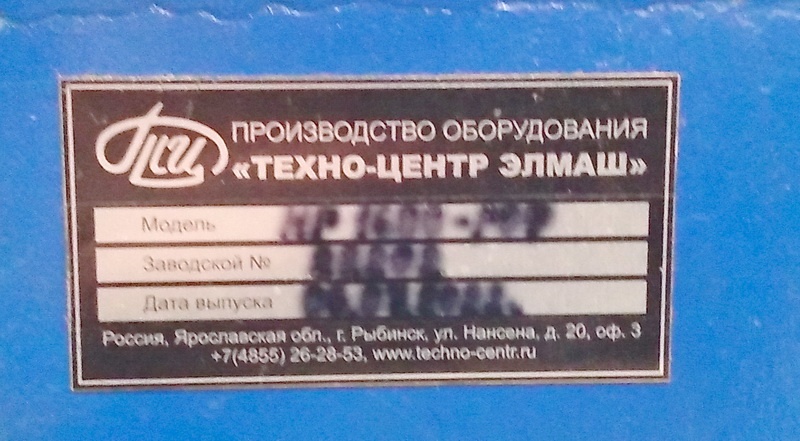 ПРОИЗВОДСТВО ОБОРУДОВАНИЯ
«ТЕХНО-ЦЕНТР ЭЛМАШ»
Модель
Заводской №
Дата выпуска
Россия, Ярославская обл., г. Рыбинск, ул. Нансена, д. 20, оф. 3
+7(4855) 26-28-53, www.techno-centr.ru